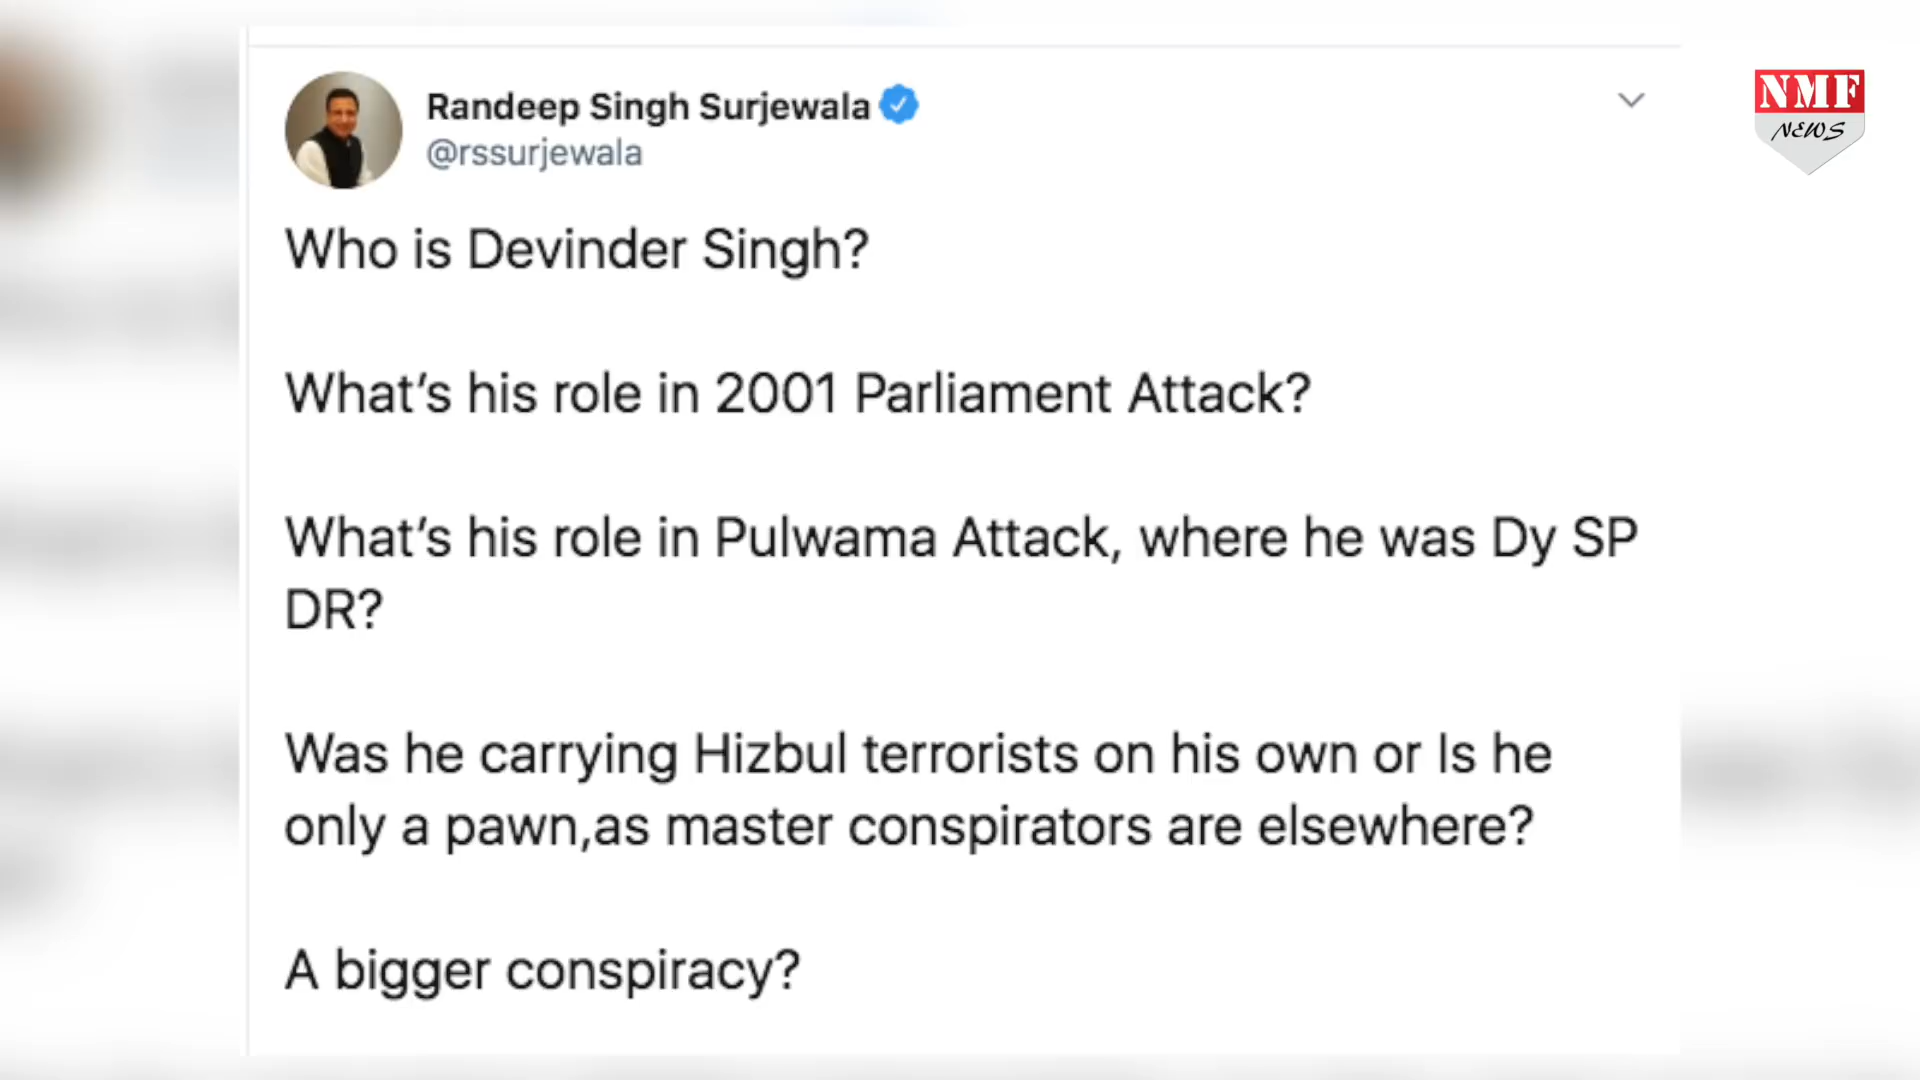 Randeep Singh Surjewala
@rssurjewala
NMF
NEWS
Who is Devinder Singh?
What's his role in 2001 Parliament Attack?
What's his role in Pulwama Attack, where he was Dy SP
DR?
Was he carrying Hizbul terrorists on his own or Is he
only a pawn,as master conspirators are elsewhere?
A bigger conspiracy?